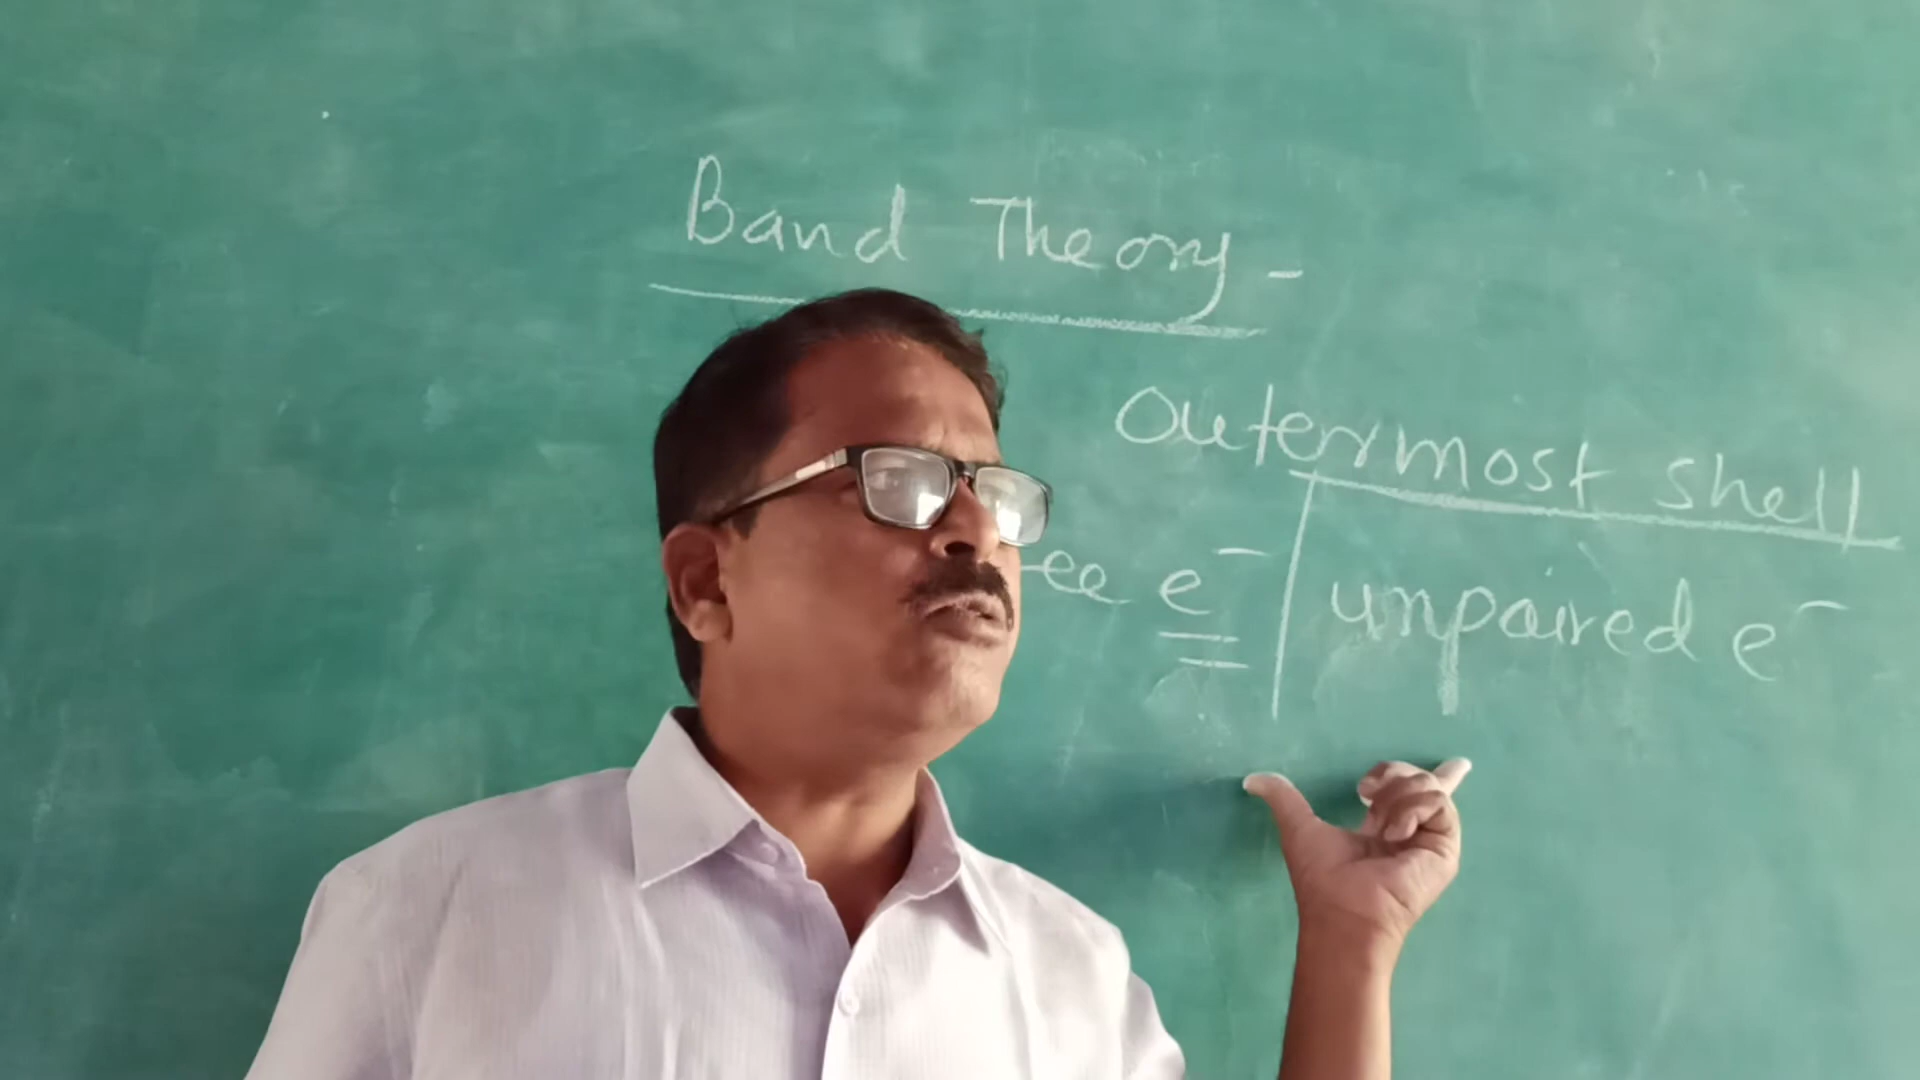 Band Theory -
Outermost shell
e⁻ | unpaired e⁻